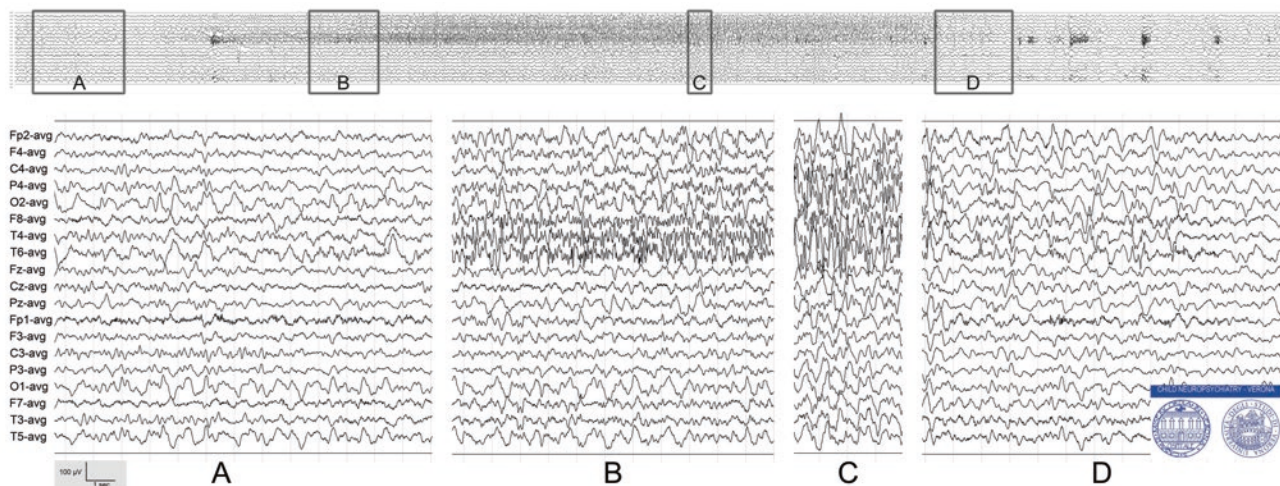 A
B
C
D
Fp2-avg
F4-avg
C4-avg
P4-avg
O2-avg
F8-avg
T4-avg
T6-avg
Fz-avg
Cz-avg
Pz-avg
Fp1-avg
F3-avg
C3-avg
P3-avg
O1-avg
F7-avg
T3-avg
T5-avg
CHILD NEUROPSYCHIATRY - VERONA
100 µV
1 sec
A
B
C
D